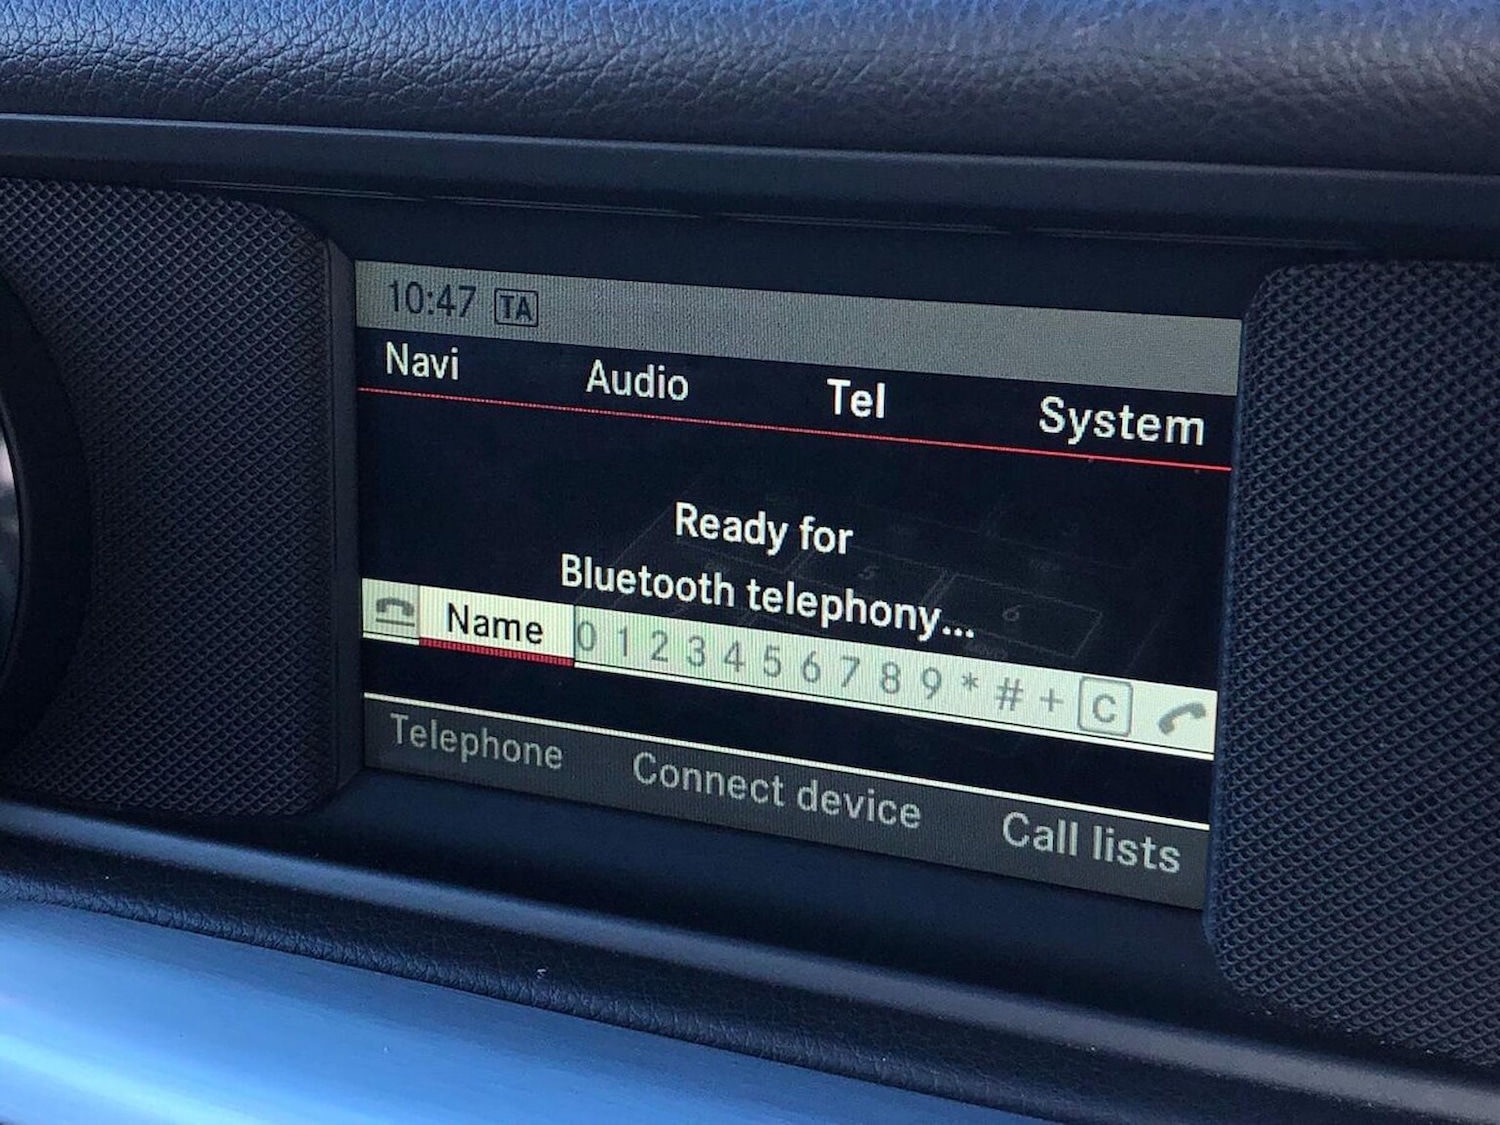 10:47 TA
Navi Audio Tel System
Ready for
Bluetooth telephony...
Name 0 1 2 3 4 5 6 7 8 9 * # + C
Telephone Connect device Call lists